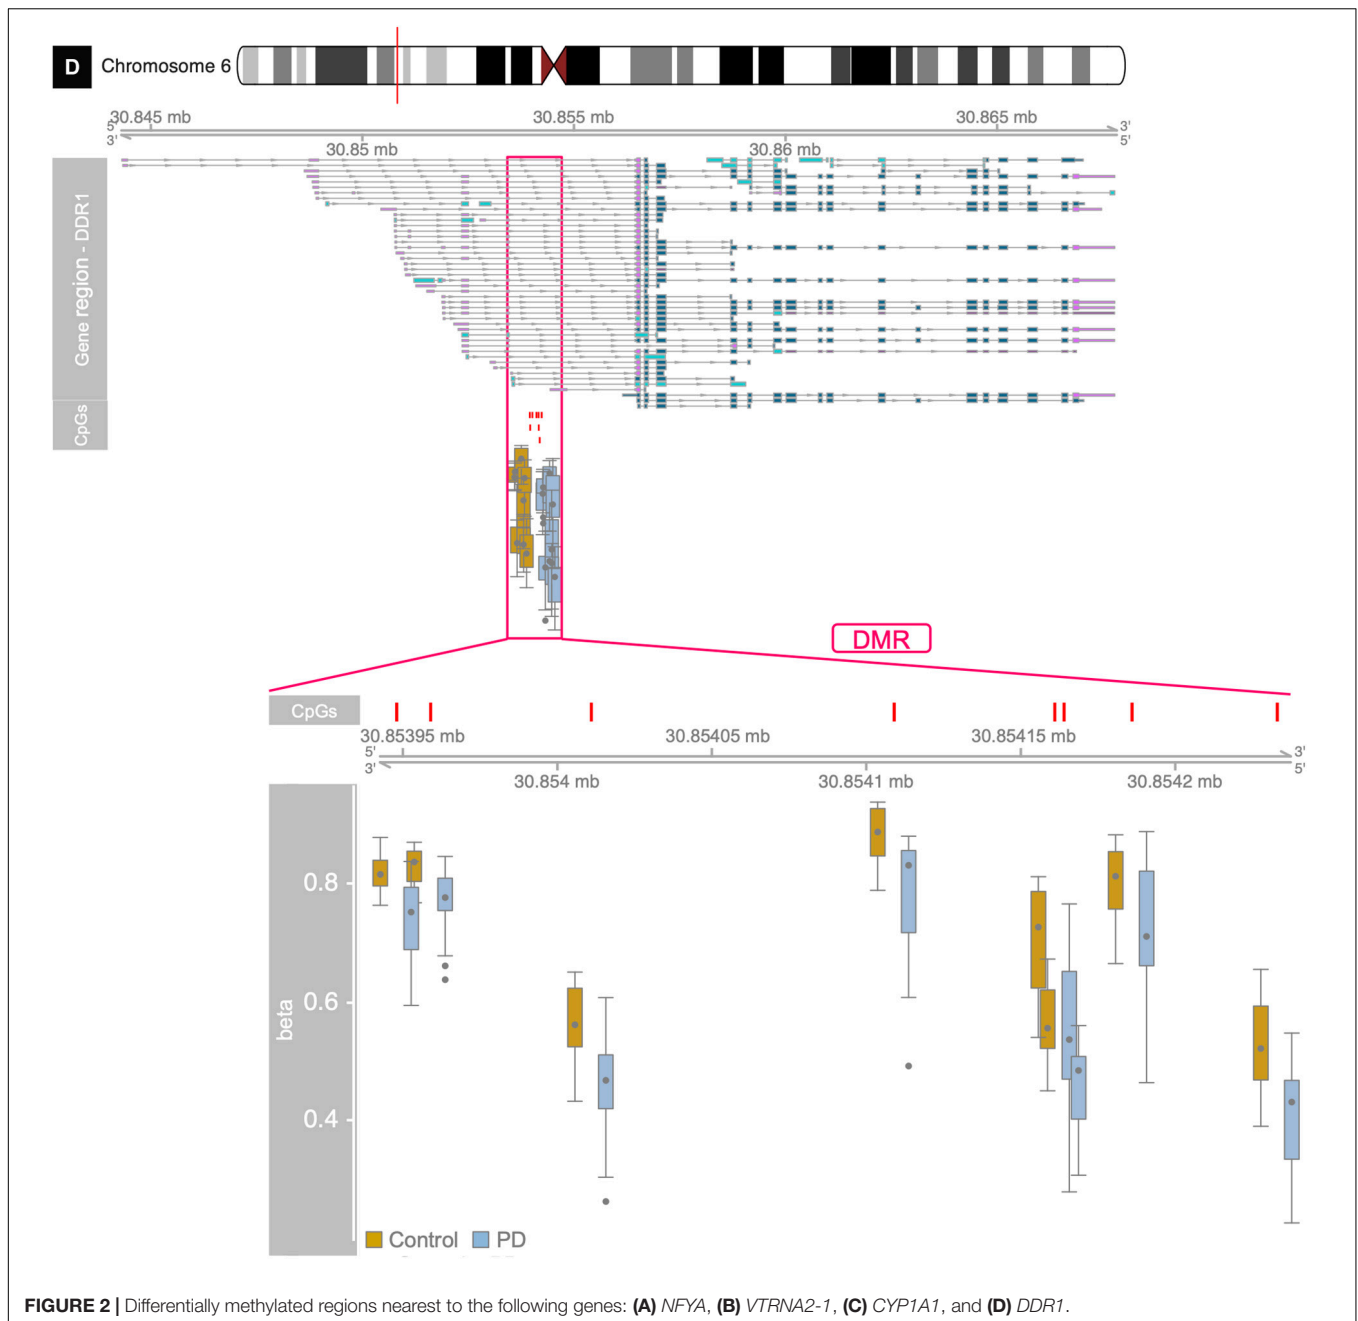 D Chromosome 6
30.845 mb 30.855 mb 30.865 mb
5' 3'
3' 5'
30.85 mb 30.86 mb
Gene region - DDR1
CpGs
DMR
CpGs
30.85395 mb 30.85405 mb 30.85415 mb
5' 3'
3' 5'
30.854 mb 30.8541 mb 30.8542 mb
beta
0.8
0.6
0.4
Control PD
FIGURE 2 | Differentially methylated regions nearest to the following genes: (A) NFYA, (B) VTRNA2-1, (C) CYP1A1, and (D) DDR1.